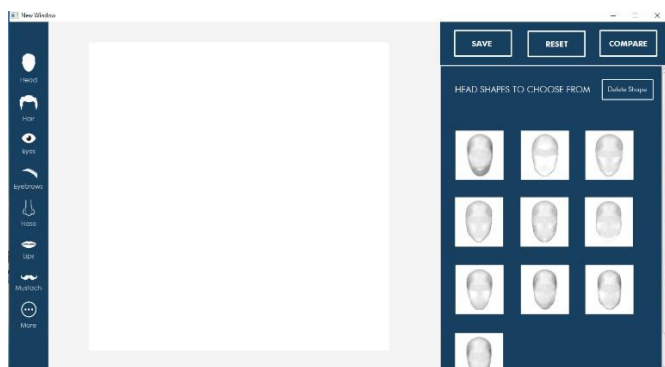 New Window
SAVE
RESET
COMPARE
Head
HEAD SHAPES TO CHOOSE FROM
Delete Shape
Hair
Eyes
Eyebrows
Nose
Lips
Mustach
More